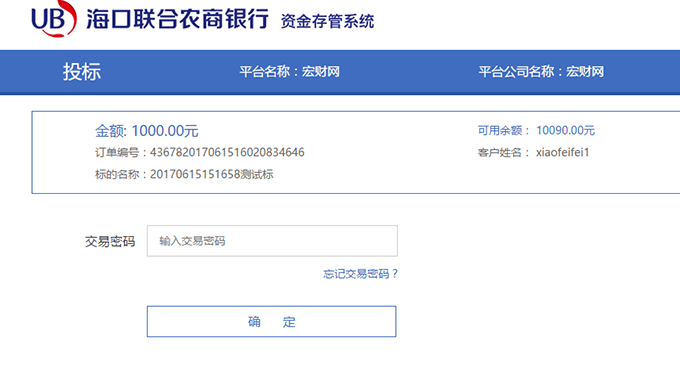 UB 海口联合农商银行 资金存管系统
投标 平台名称：宏财网 平台公司名称：宏财网
金额: 1000.00元 可用余额： 10090.00元
订单编号：436782017061516020834646 客户姓名： xiaofeifei1
标的名称：20170615151658测试标
交易密码 输入交易密码
忘记交易密码？
确 定